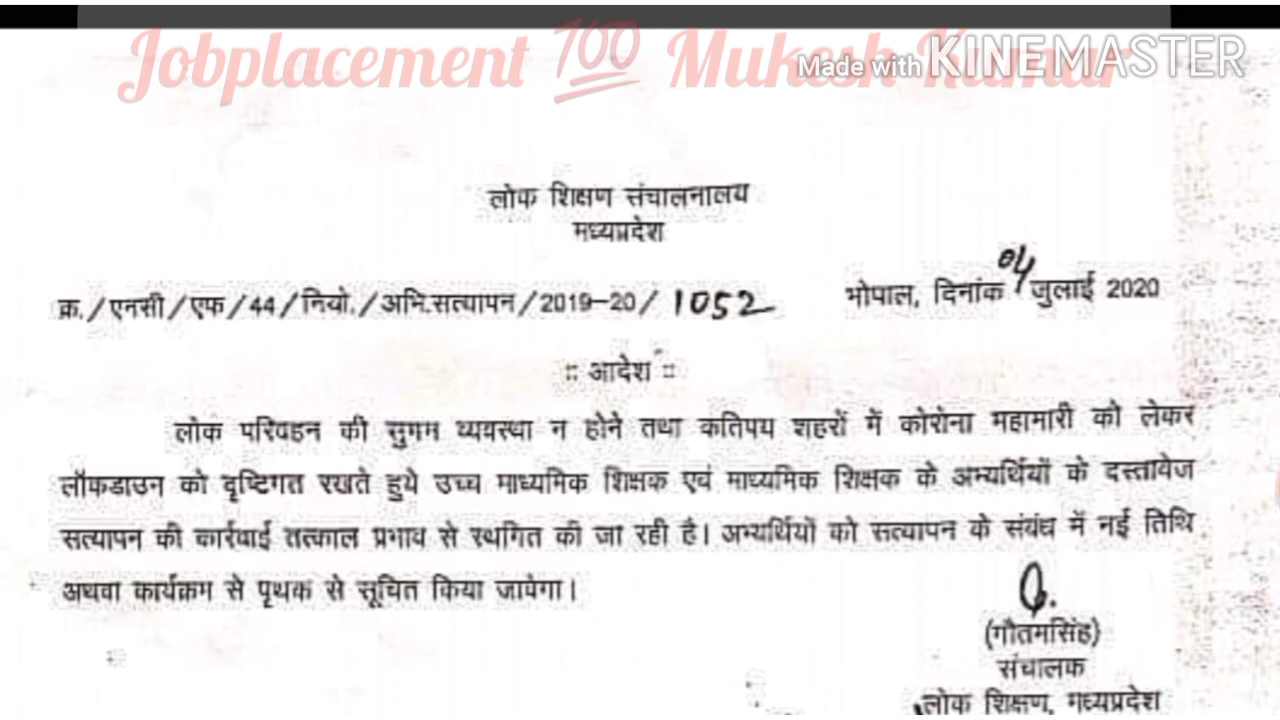 Jobplacement 💯 Mukesh Kumar
Made with KINEMASTER
लोक शिक्षण संचालनालय
मध्यप्रदेश
क्र./एनसी/एफ/44/नियो./अभि.सत्यापन/2019-20/1052
भोपाल, दिनांक 04 जुलाई 2020
:: आदेश ::
लोक परिवहन की सुगम व्यवस्था न होने तथा कतिपय शहरों में कोरोना महामारी को लेकर
लॉकडाउन को दृष्टिगत रखते हुये उच्च माध्यमिक शिक्षक एवं माध्यमिक शिक्षक के अभ्यर्थियों के दस्तावेज
सत्यापन की कार्रवाई तत्काल प्रभाव से स्थगित की जा रही है। अभ्यर्थियों को सत्यापन के संबंध में नई तिथि
अथवा कार्यक्रम से पृथक से सूचित किया जावेगा।
(गौतमसिंह)
संचालक
लोक शिक्षण, मध्यप्रदेश